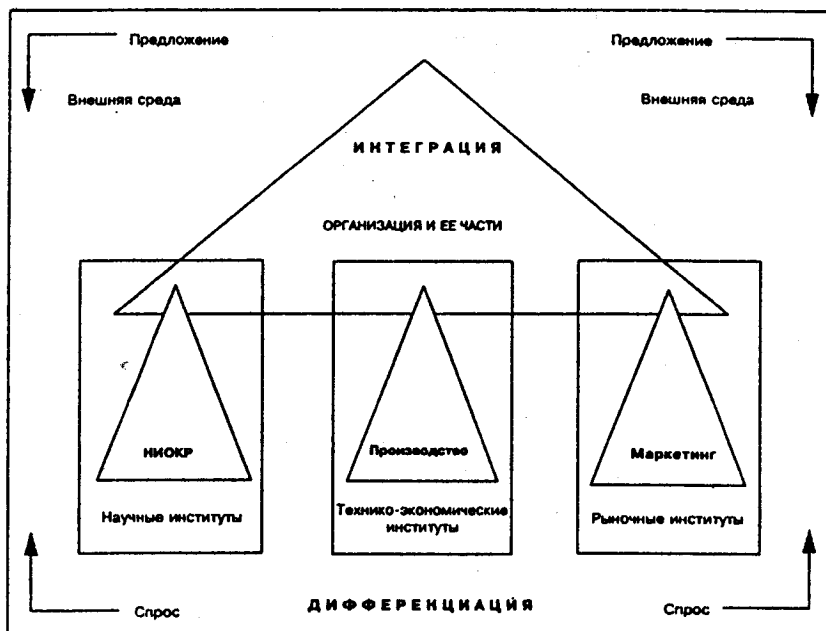 Предложение
Предложение
Внешняя среда
Внешняя среда
ИНТЕГРАЦИЯ
ОРГАНИЗАЦИЯ И ЕЕ ЧАСТИ
НИОКР
Производство
Маркетинг
Научные институты
Технико-экономические
институты
Рыночные институты
Спрос
ДИФФЕРЕНЦИАЦИЯ
Спрос